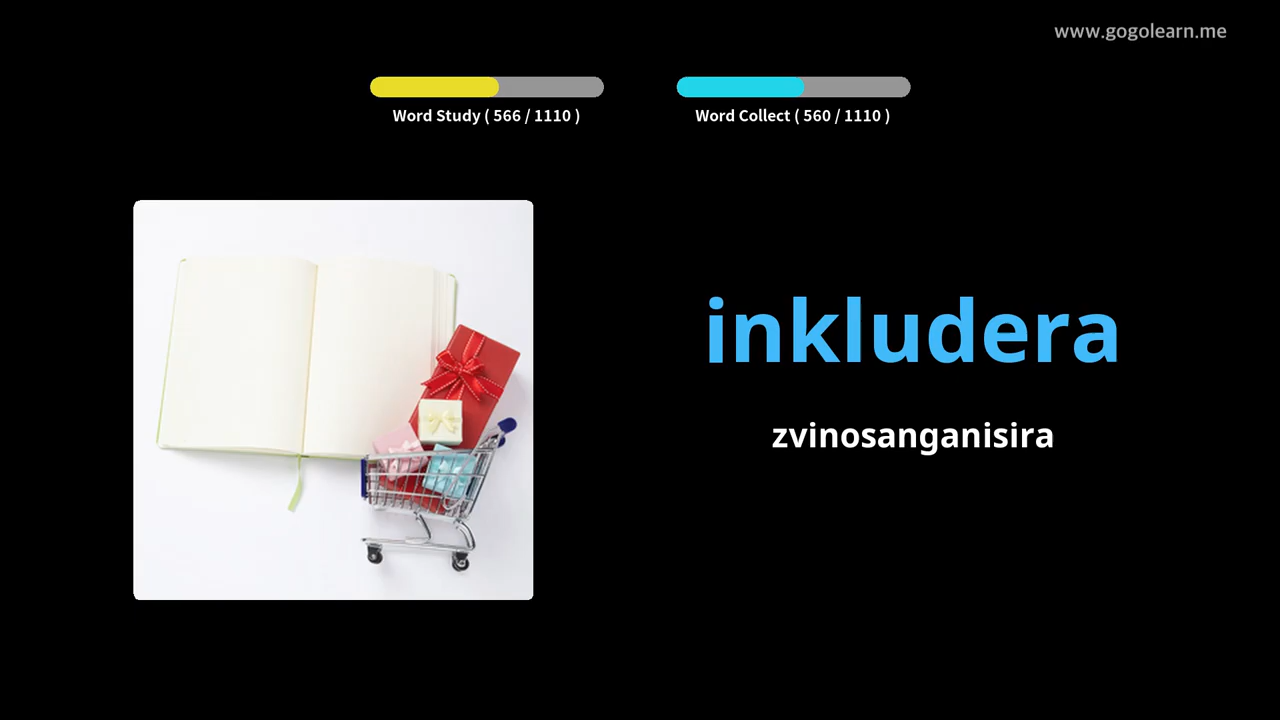 www.gogolearn.me
Word Study ( 566 / 1110 )
Word Collect ( 560 / 1110 )
inkludera
zvinosanganisira